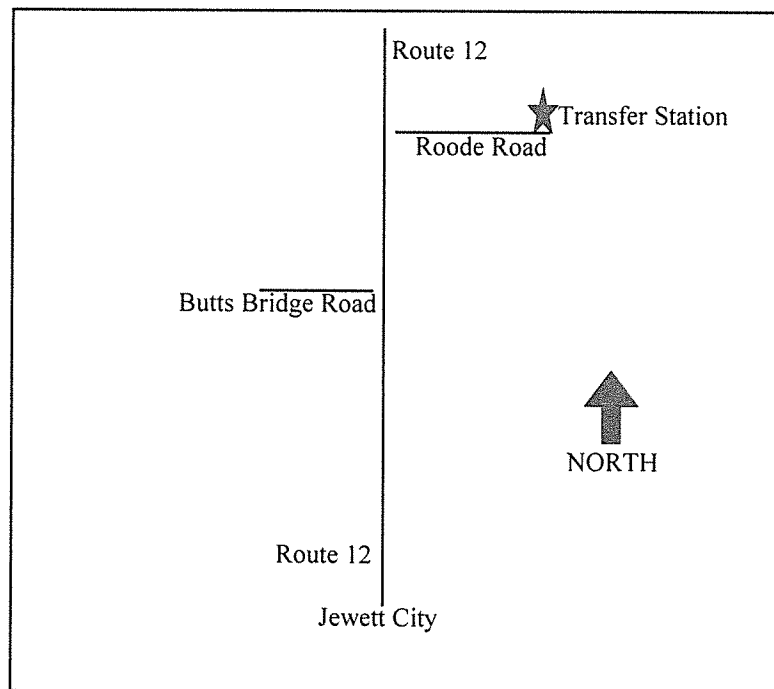 Route 12
Transfer Station
Roode Road
Butts Bridge Road
NORTH
Route 12
Jewett City